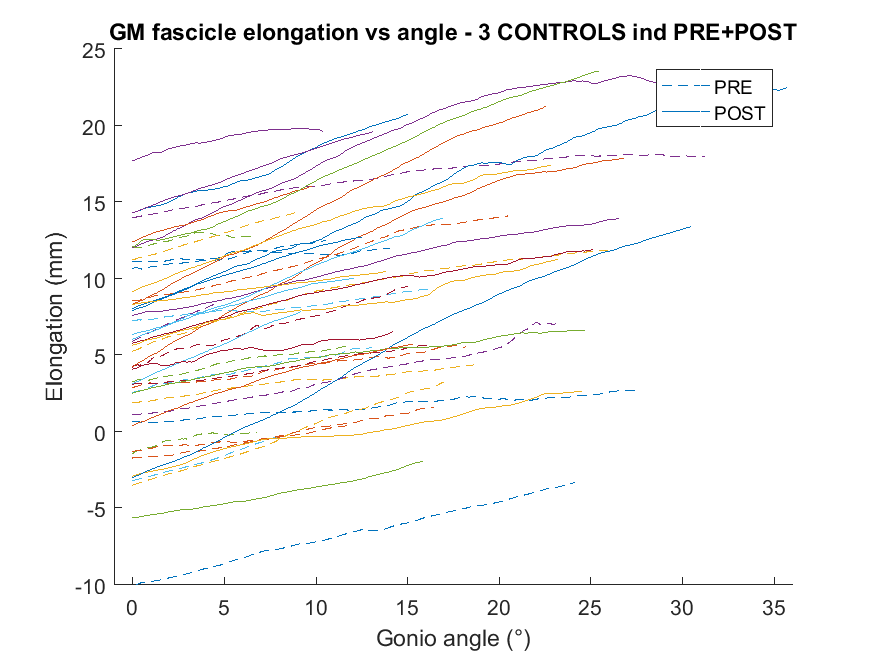 GM fascicle elongation vs angle - 3 CONTROLS ind PRE+POST
25
20
15
10
5
0
-5
-10
Elongation (mm)
PRE
POST
0 5 10 15 20 25 30 35
Gonio angle (°)